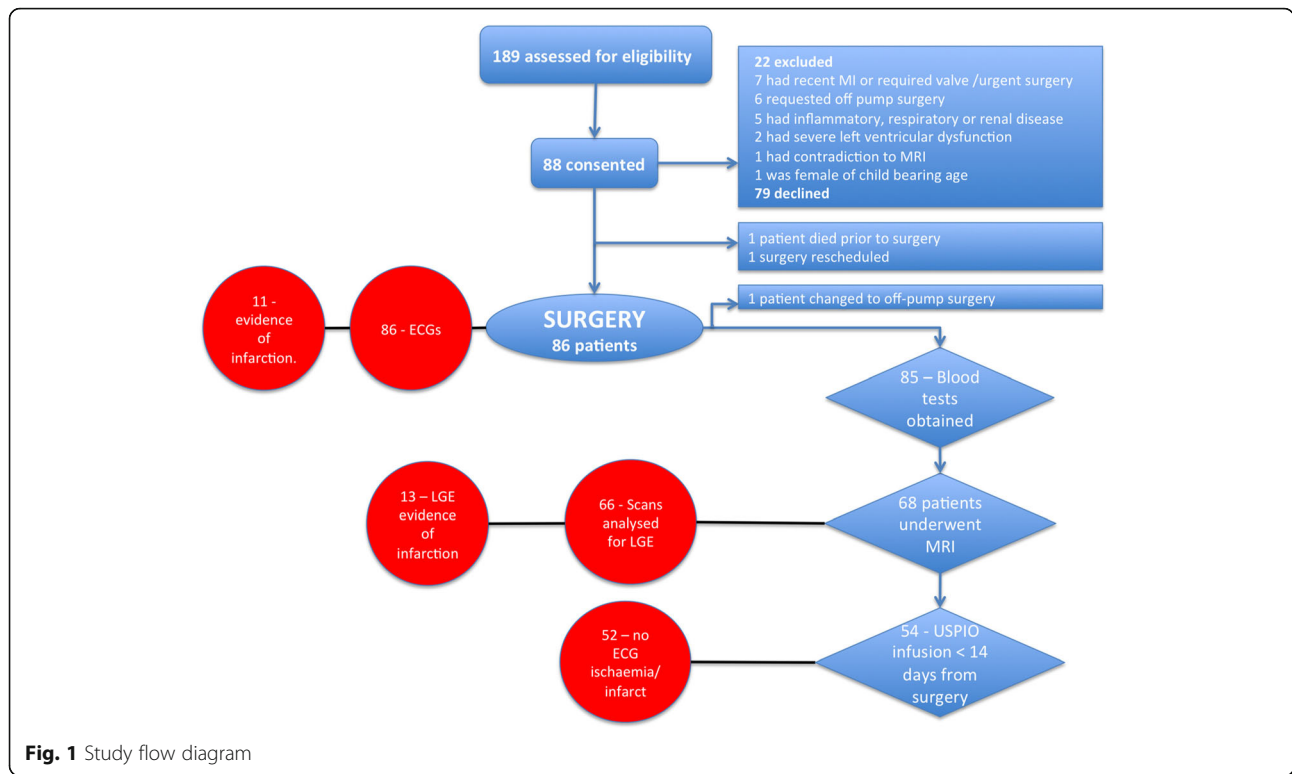 189 assessed for eligibility
22 excluded
7 had recent MI or required valve /urgent surgery
6 requested off pump surgery
5 had inflammatory, respiratory or renal disease
2 had severe left ventricular dysfunction
1 had contradiction to MRI
1 was female of child bearing age
79 declined
88 consented
1 patient died prior to surgery
1 surgery rescheduled
1 patient changed to off-pump surgery
11 -
evidence
of
infarction.
86 - ECGs
SURGERY
86 patients
85 – Blood
tests
obtained
13 – LGE
evidence
of
infarction
66 - Scans
analysed
for LGE
68 patients
underwent
MRI
52 – no
ECG
ischaemia/
infarct
54 - USPIO
infusion < 14
days from
surgery
Fig. 1 Study flow diagram